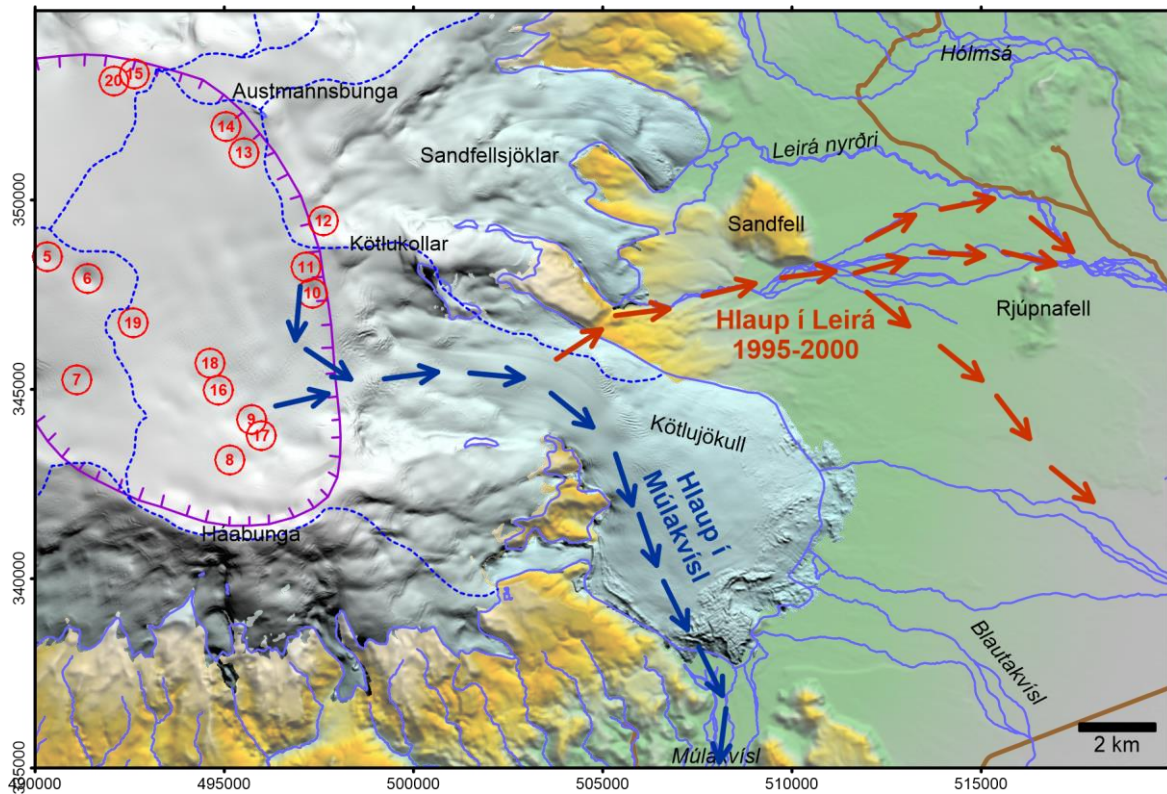 Hólmsá
20
15
Austmannsbunga
14
13
Leirá nyrðri
Sandfellsjöklar
350000
12
Sandfell
Kötlukollar
5
11
6
10
Rjúpnafell
19
Hlaup í Leirá
1995-2000
18
7
16
345000
9
17
8
Kötlujökull
Hlaup í
Múlakvísl
Háabunga
340000
Blautakvísl
2 km
Múlakvísl
335000
490000
495000
500000
505000
510000
515000